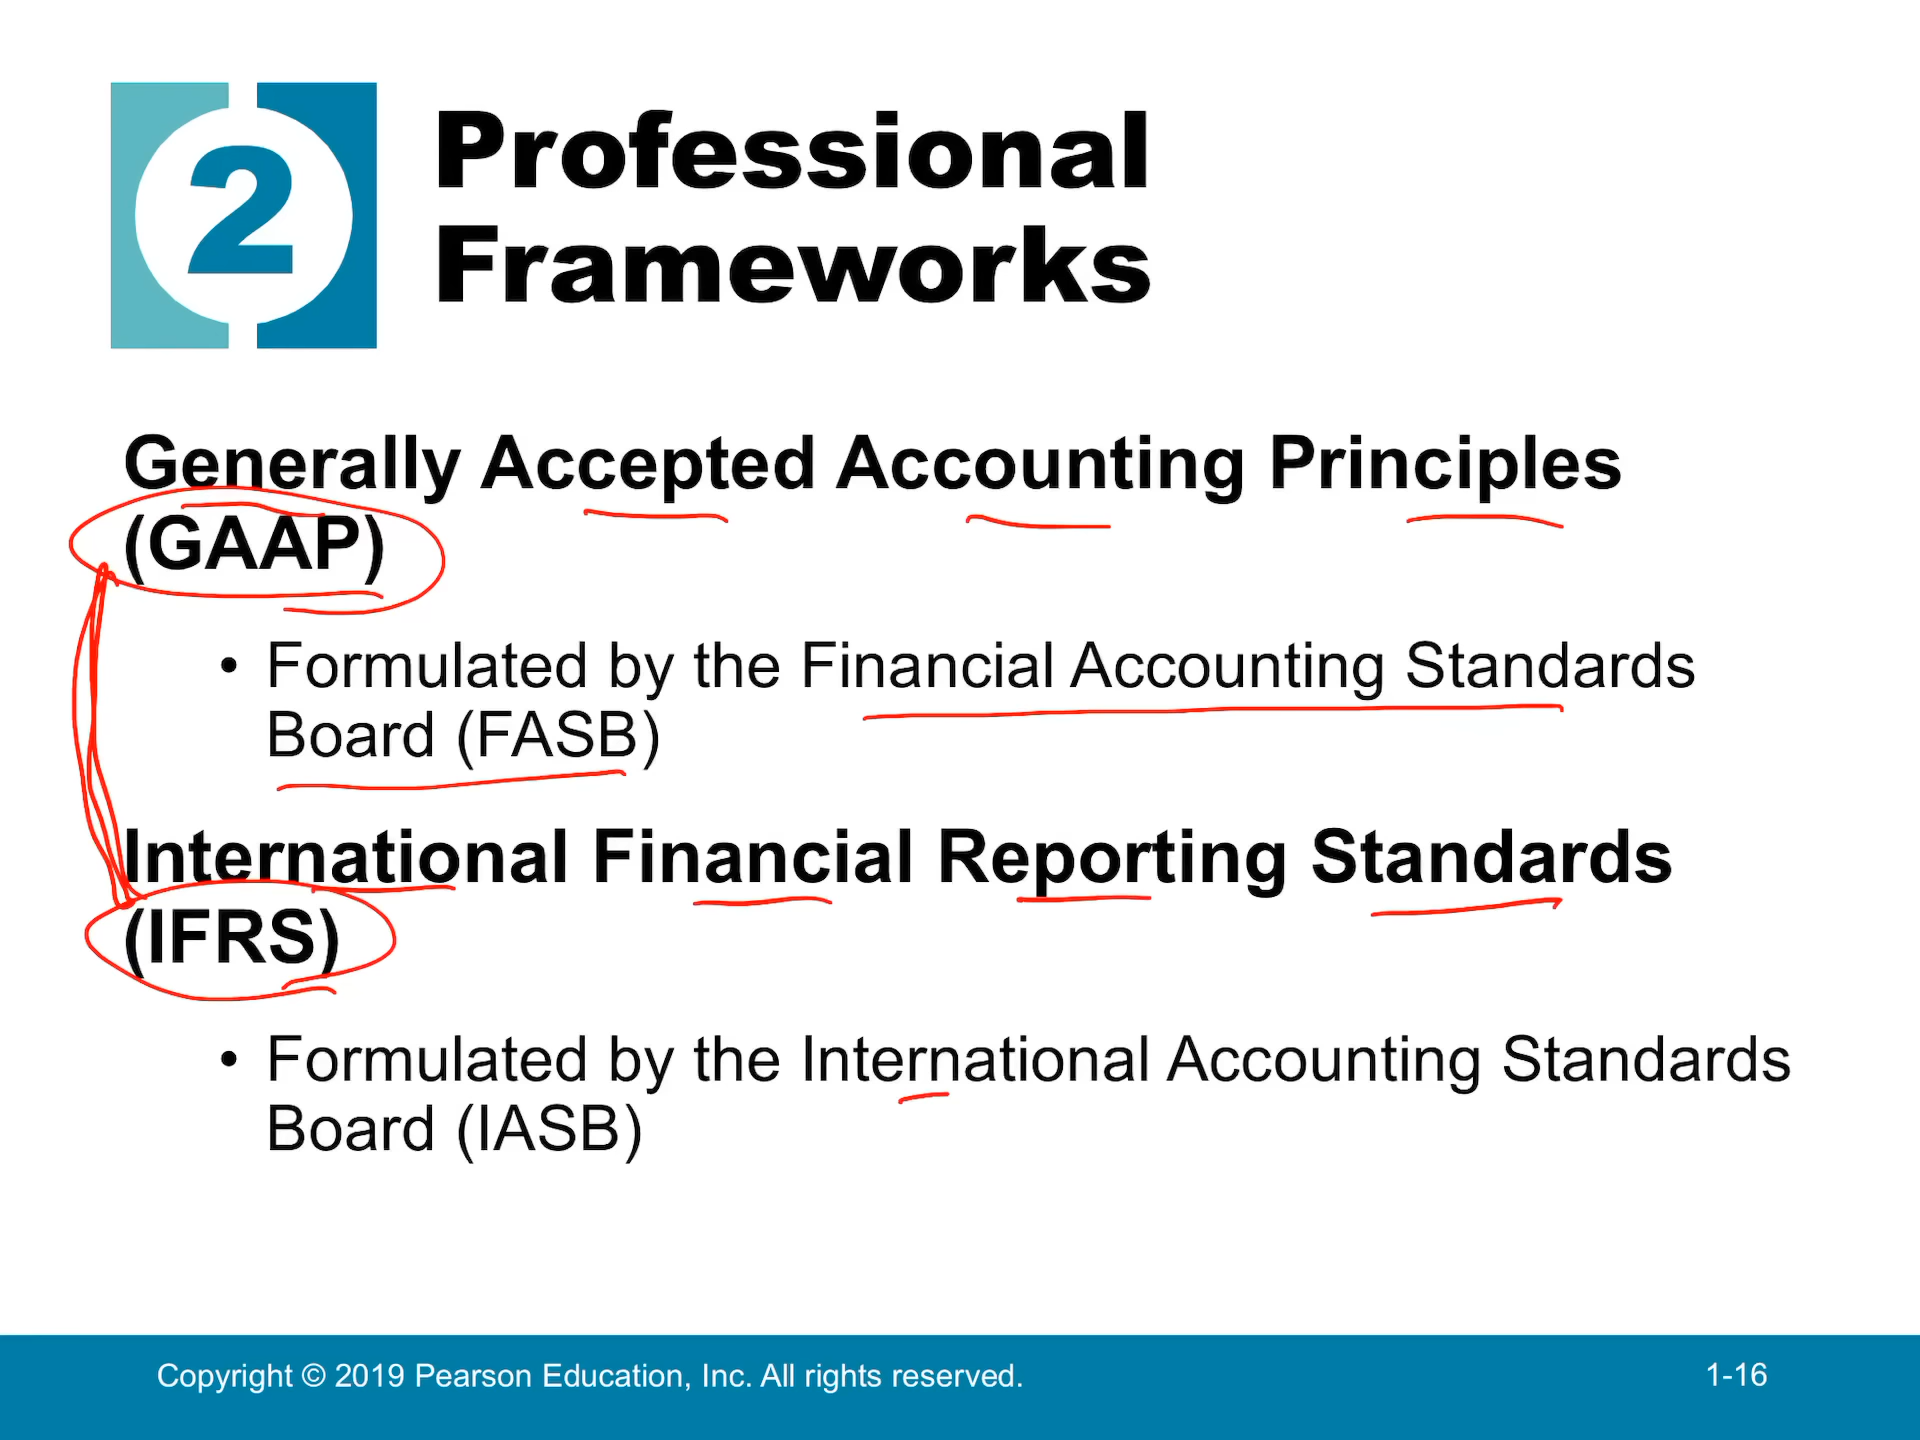 2
Professional
Frameworks
Generally Accepted Accounting Principles
(GAAP)
• Formulated by the Financial Accounting Standards
Board (FASB)
International Financial Reporting Standards
(IFRS)
• Formulated by the International Accounting Standards
Board (IASB)
Copyright © 2019 Pearson Education, Inc. All rights reserved.
1-16